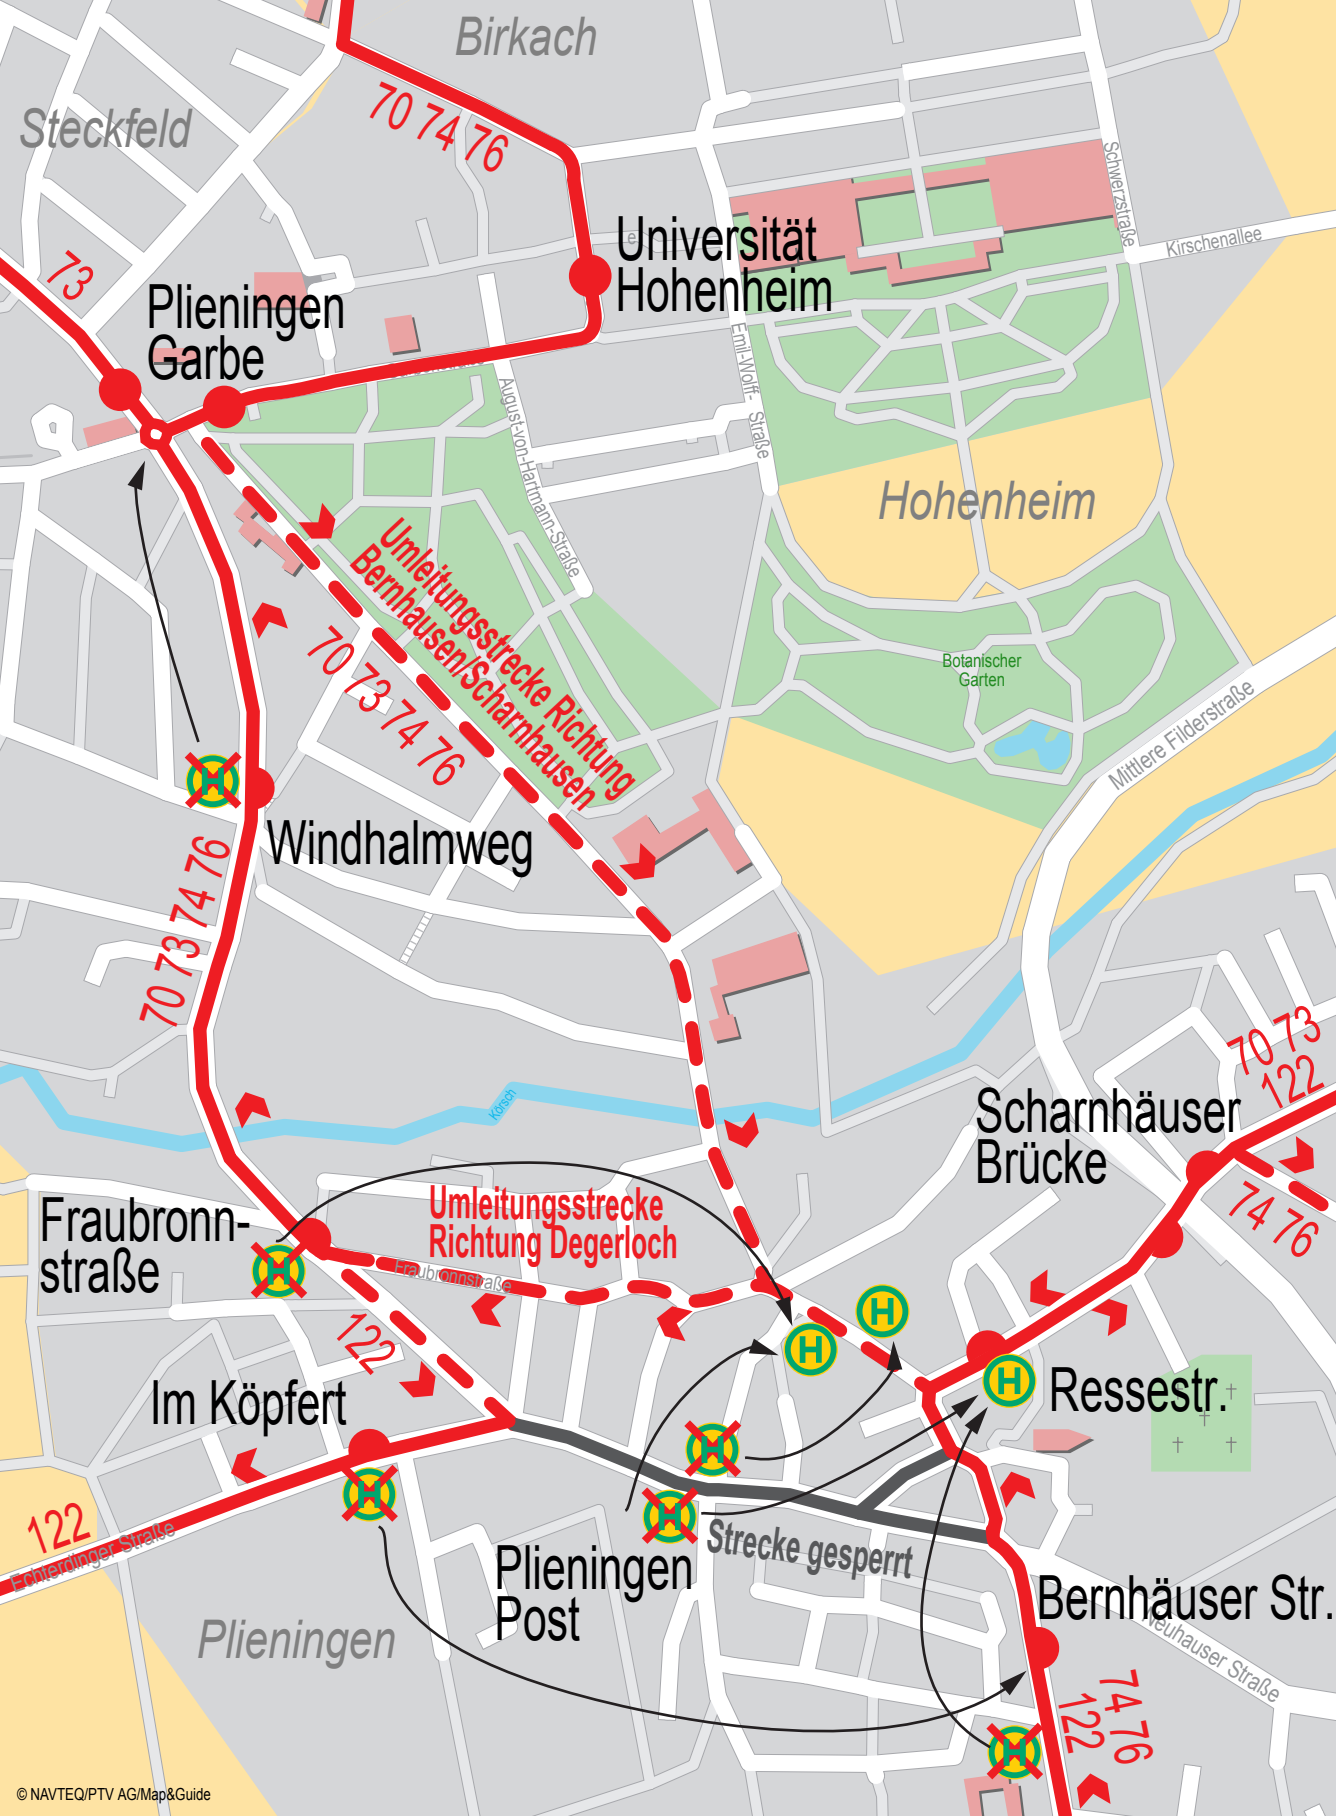 Birkach
Steckfeld
70 74 76
Universität
Hohenheim
Schwerzstraße
Kirschenallee
73
Plieningen
Garbe
Emil-Wolff- Straße
August-von-Hartmann-Straße
Hohenheim
Umleitungsstrecke Richtung
Bernhausen/Scharnhausen
70 73 74 76
Botanischer
Garten
Mittlere Filderstraße
H
Windhalmweg
70 73 74 76
Körsch
70 73
122
Scharnhäuser
Brücke
74 76
Fraubronn-
straße
H
Umleitungsstrecke
Richtung Degerloch
Fraubronnstraße
122
H
H
H
Ressestr.
Im Köpfert
H
H
H
122
Echterdinger Straße
Strecke gesperrt
Plieningen
Post
Bernhäuser Str.
Neuhauser Straße
Plieningen
74 76
122
H
© NAVTEQ/PTV AG/Map&Guide